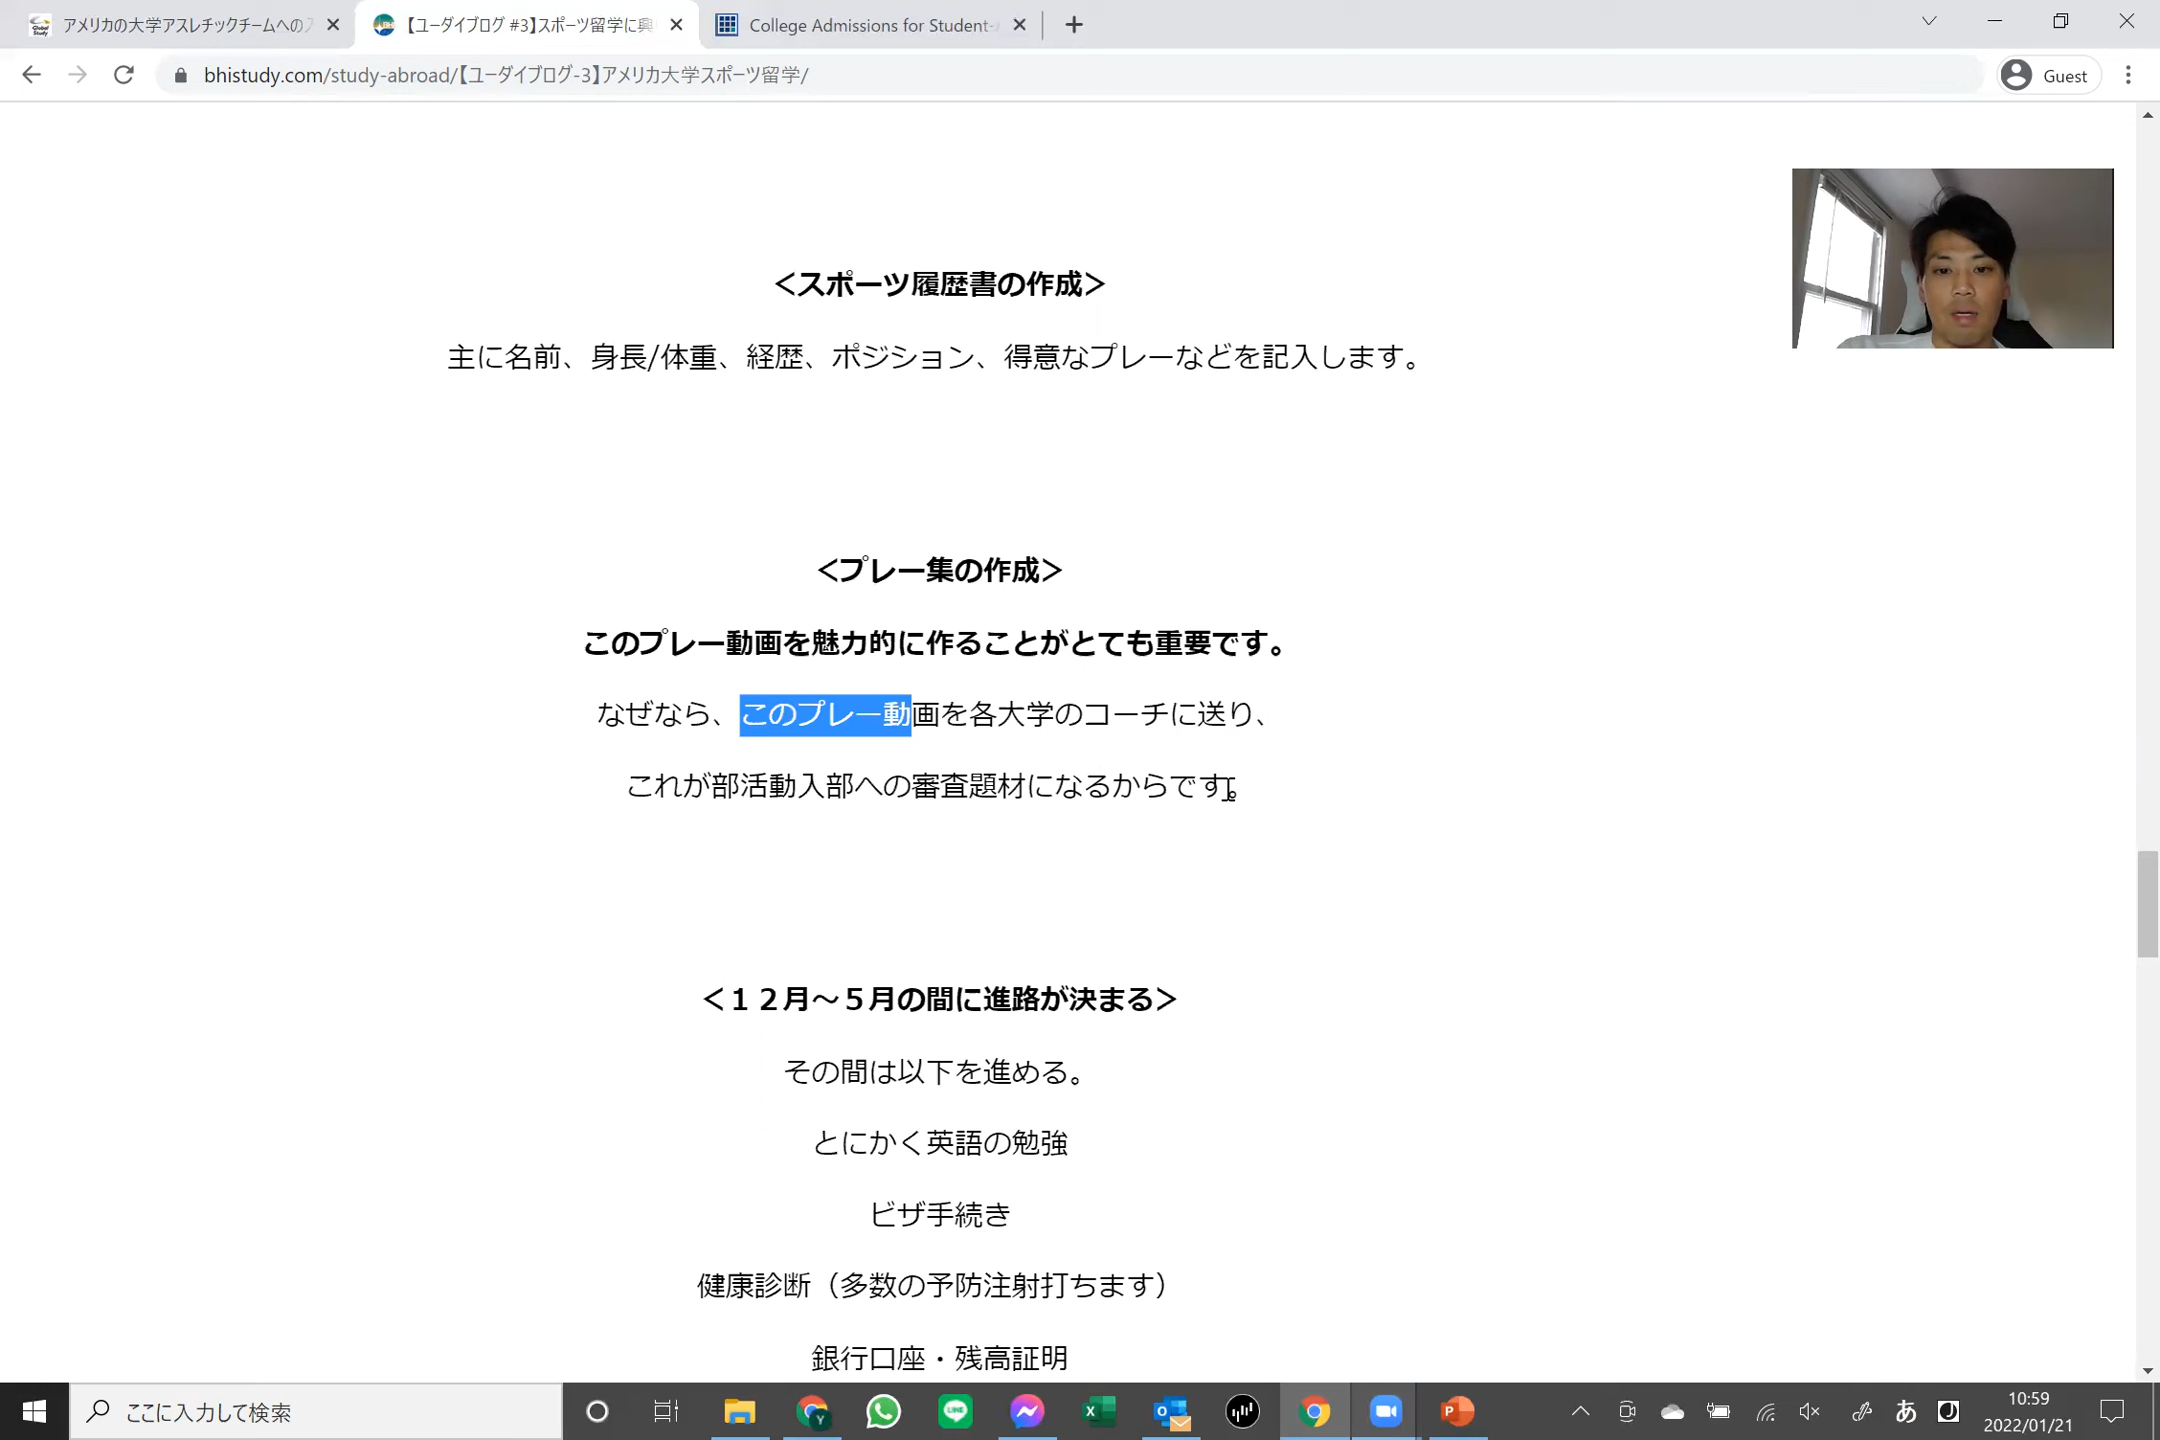 アメリカの大学アスレチックチームへのス
【ユーダイブログ #3】スポーツ留学に興
College Admissions for Student-
bhistudy.com/study-abroad/【ユーダイブログ-3】アメリカ大学スポーツ留学/
Guest
＜スポーツ履歴書の作成＞
主に名前、身長/体重、経歴、ポジション、得意なプレーなどを記入します。
＜プレー集の作成＞
このプレー動画を魅力的に作ることがとても重要です。
なぜなら、このプレー動画を各大学のコーチに送り、
これが部活動入部への審査題材になるからです。
＜１２月～５月の間に進路が決まる＞
その間は以下を進める。
とにかく英語の勉強
ビザ手続き
健康診断（多数の予防注射打ちます）
銀行口座・残高証明
ここに入力して検索
あ
10:59
2022/01/21